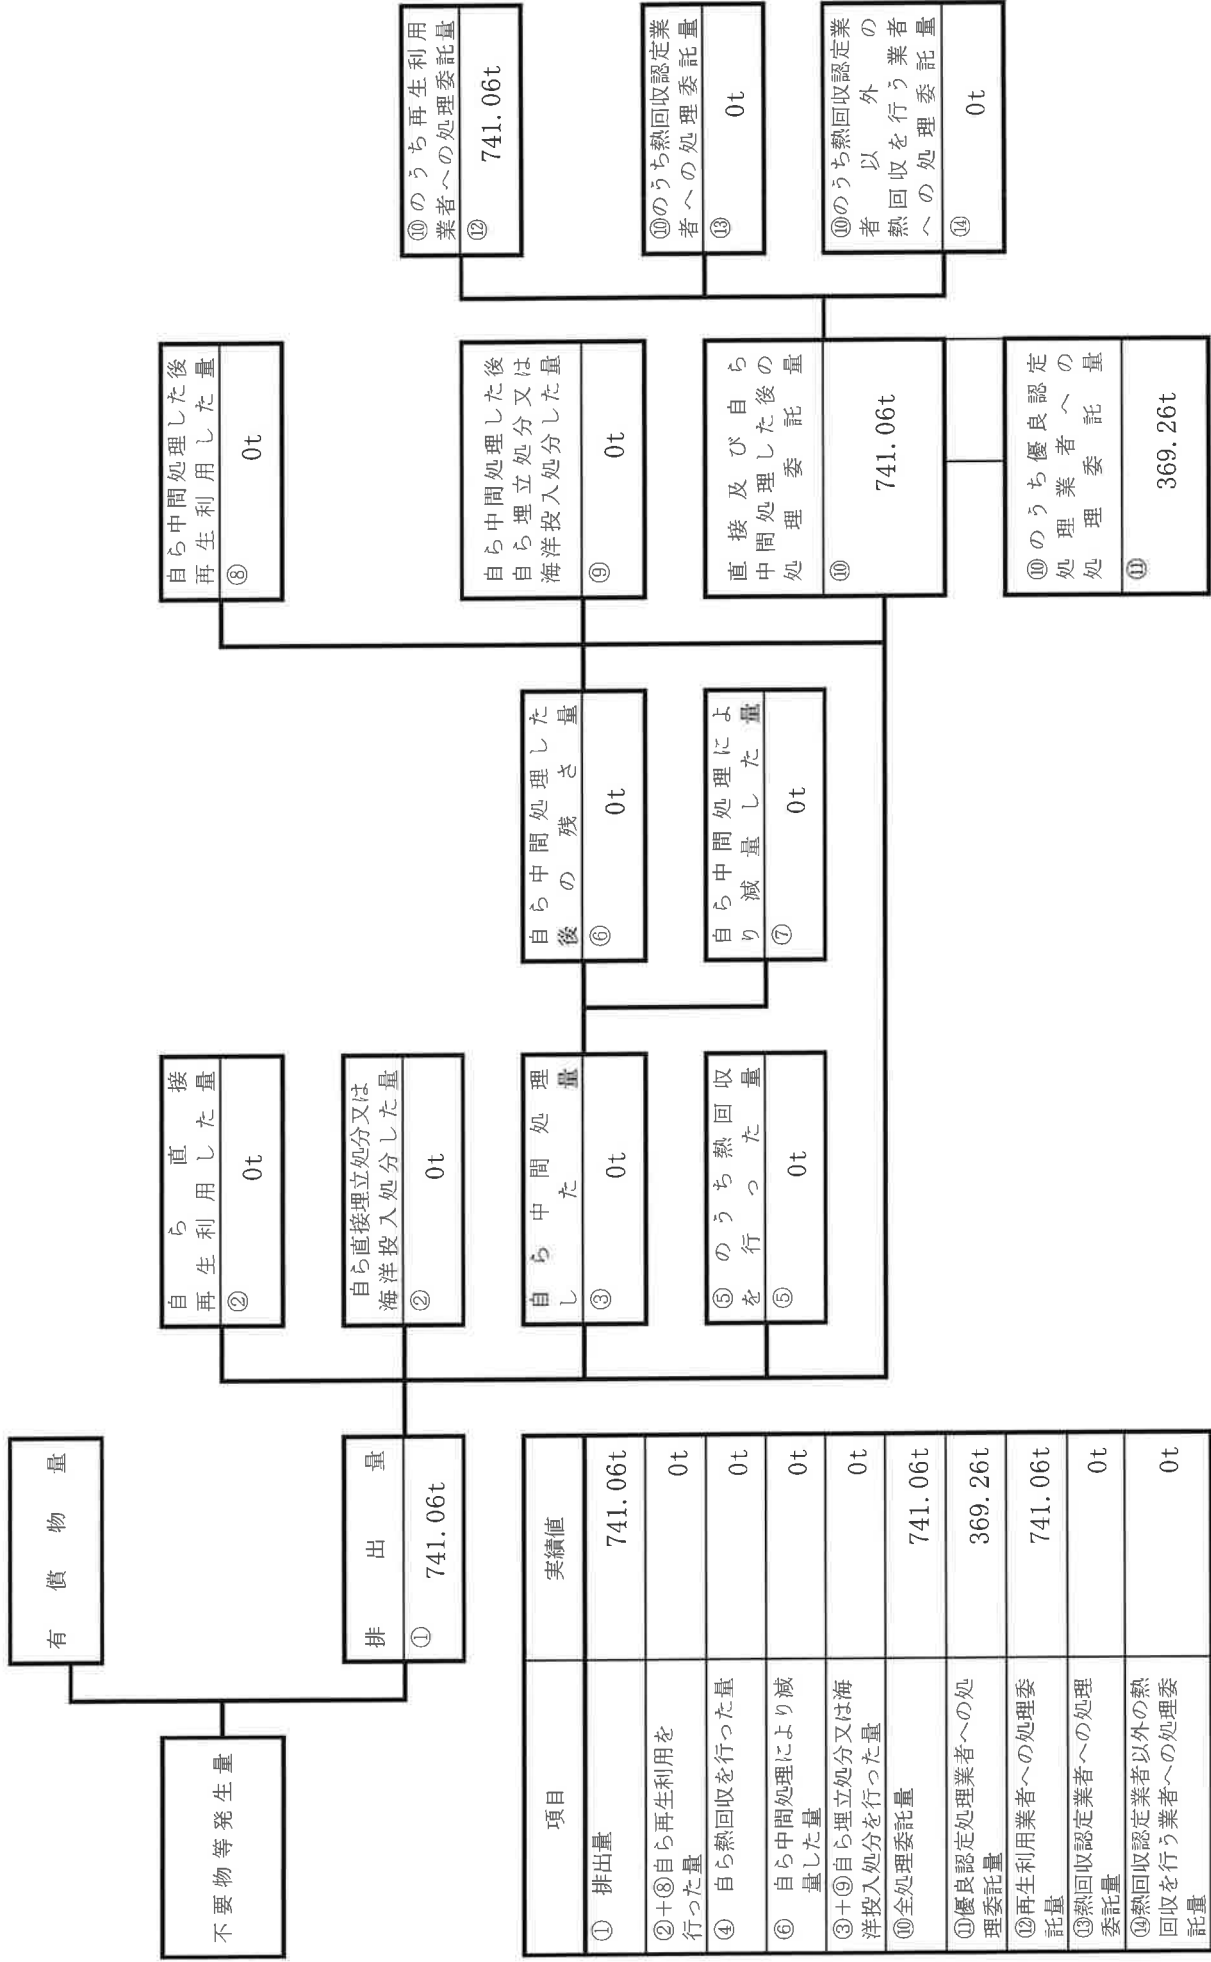 有償物量
不要物等発生量
排出量
① 741.06t
自ら直接
再生利用した量
② 0t
自ら直接埋立処分又は
海洋投入処分した量
② 0t
自ら中間処理
した量
③ 0t
⑤のうち熱回収
を行った量
⑤ 0t
自ら中間処理した
後の残さ量
⑥ 0t
自ら中間処理によ
り減量した量
⑦ 0t
自ら中間処理した後
再生利用した量
⑧ 0t
自ら中間処理した後
自ら埋立処分又は
海洋投入処分した量
⑨ 0t
直接及び自ら
中間処理した後の
処理委託量
⑩ 741.06t
⑩のうち優良認定
処理業者への
処理委託量
⑪ 369.26t
⑩のうち再生利用
業者への処理委託量
⑫ 741.06t
⑩のうち熱回収認定業
者への処理委託量
⑬ 0t
⑩のうち熱回収認定業
者以外の
熱回収を行う業者
への処理委託量
⑭ 0t
項目 実績値
① 排出量 741.06t
②+⑧自ら再生利用を
行った量 0t
④ 自ら熱回収を行った量 0t
⑥ 自ら中間処理により減
量した量 0t
③+⑨自ら埋立処分又は海
洋投入処分を行った量 0t
⑩全処理委託量 741.06t
⑪優良認定処理業者への処
理委託量 369.26t
⑫再生利用業者への処理委
託量 741.06t
⑬熱回収認定業者への処理
委託量 0t
⑭熱回収認定業者以外の熱
回収を行う業者への処理委
託量 0t